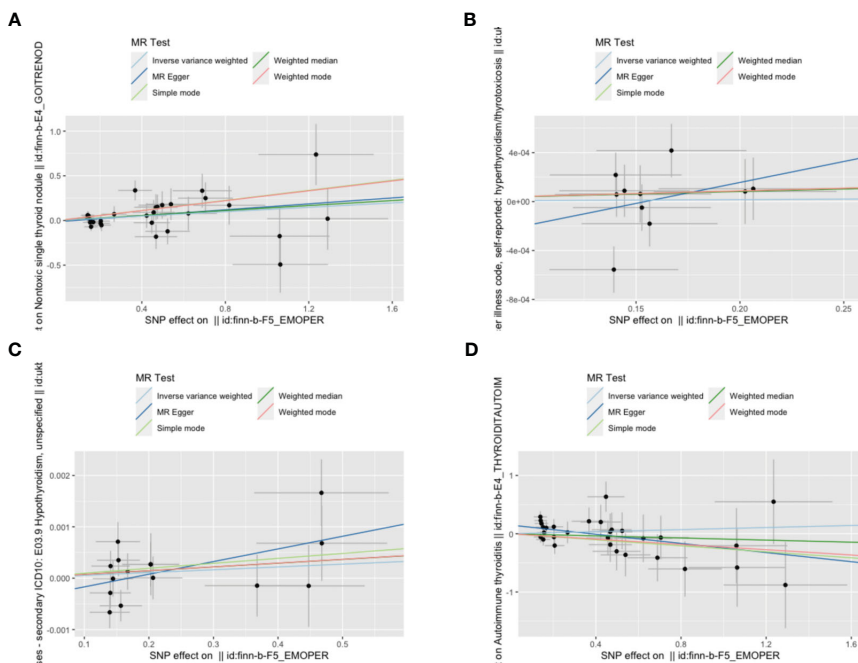 A
MR Test
Inverse variance weighted
MR Egger
Simple mode
Weighted median
Weighted mode
t on Nontoxic single thyroid nodule || id:finn-b-E4_GOITRENOD
1.0
0.5
0.0
-0.5
0.4
0.8
1.2
1.6
SNP effect on || id:finn-b-F5_EMOPER
B
MR Test
Inverse variance weighted
MR Egger
Simple mode
Weighted median
Weighted mode
er illness code, self-reported: hyperthyroidism/thyrotoxicosis || id:uk
4e-04
0e+00
-4e-04
-8e-04
0.15
0.20
0.25
SNP effect on || id:finn-b-F5_EMOPER
C
MR Test
Inverse variance weighted
MR Egger
Simple mode
Weighted median
Weighted mode
ses - secondary ICD10: E03.9 Hypothyroidism, unspecified || id:ukb
0.002
0.001
0.000
-0.001
0.1
0.2
0.3
0.4
0.5
SNP effect on || id:finn-b-F5_EMOPER
D
MR Test
Inverse variance weighted
MR Egger
Simple mode
Weighted median
Weighted mode
t on Autoimmune thyroiditis || id:finn-b-E4_THYROIDITAUTOIM
1
0
-1
0.4
0.8
1.2
1.6
SNP effect on || id:finn-b-F5_EMOPER